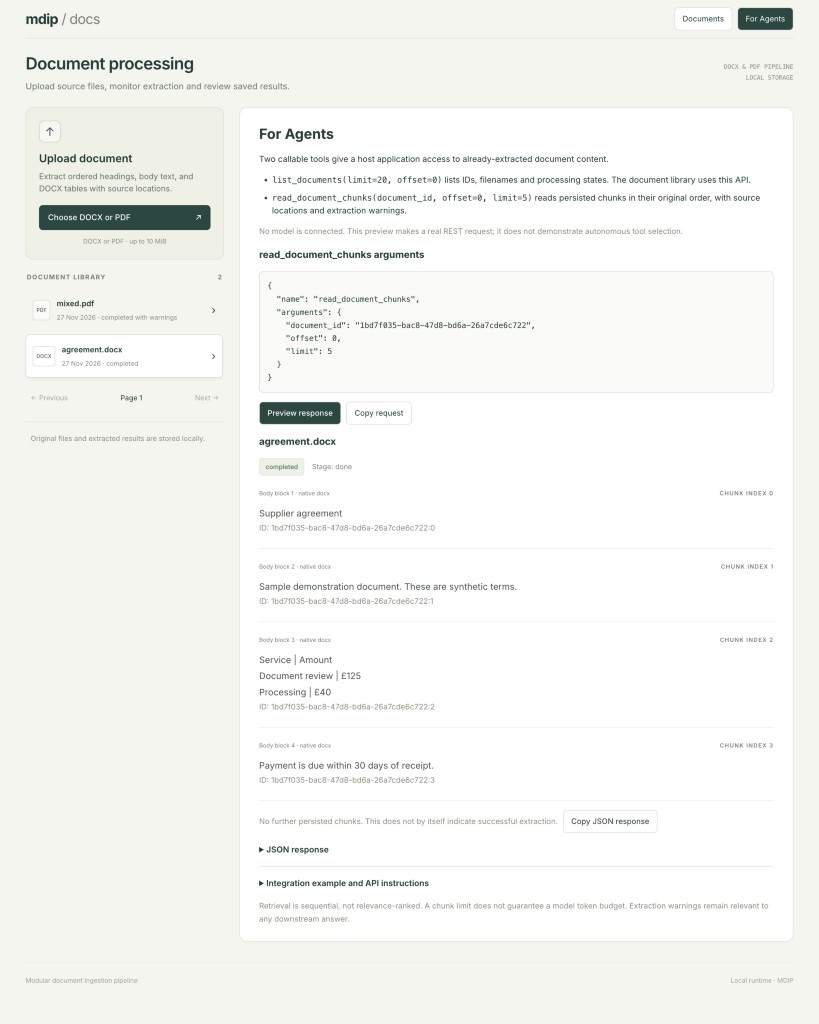 mdip / docs
Documents
For Agents
Document processing
Upload source files, monitor extraction and review saved results.
DOCX & PDF PIPELINE
LOCAL STORAGE
↑
Upload document
Extract ordered headings, body text, and
DOCX tables with source locations.
Choose DOCX or PDF ↗
DOCX or PDF · up to 10 MiB
DOCUMENT LIBRARY 2
PDF
mixed.pdf
27 Nov 2026 · completed with warnings
›
DOCX
agreement.docx
27 Nov 2026 · completed
›
← Previous Page 1 Next →
Original files and extracted results are stored locally.
For Agents
Two callable tools give a host application access to already-extracted document content.
• list_documents(limit=20, offset=0) lists IDs, filenames and processing states. The document library uses this API.
• read_document_chunks(document_id, offset=0, limit=5) reads persisted chunks in their original order, with source
locations and extraction warnings.
No model is connected. This preview makes a real REST request; it does not demonstrate autonomous tool selection.
read_document_chunks arguments
{
"name": "read_document_chunks",
"arguments": {
"document_id": "1bd7f035-bac8-47d8-bd6a-26a7cde6c722",
"offset": 0,
"limit": 5
}
}
Preview response
Copy request
agreement.docx
completed Stage: done
Body block 1 · native docx CHUNK INDEX 0
Supplier agreement
ID: 1bd7f035-bac8-47d8-bd6a-26a7cde6c722:0
Body block 2 · native docx CHUNK INDEX 1
Sample demonstration document. These are synthetic terms.
ID: 1bd7f035-bac8-47d8-bd6a-26a7cde6c722:1
Body block 3 · native docx CHUNK INDEX 2
Service | Amount
Document review | £125
Processing | £40
ID: 1bd7f035-bac8-47d8-bd6a-26a7cde6c722:2
Body block 4 · native docx CHUNK INDEX 3
Payment is due within 30 days of receipt.
ID: 1bd7f035-bac8-47d8-bd6a-26a7cde6c722:3
No further persisted chunks. This does not by itself indicate successful extraction. Copy JSON response
▶ JSON response
▶ Integration example and API instructions
Retrieval is sequential, not relevance-ranked. A chunk limit does not guarantee a model token budget. Extraction warnings remain relevant to
any downstream answer.
Modular document ingestion pipeline
Local runtime · MDIP